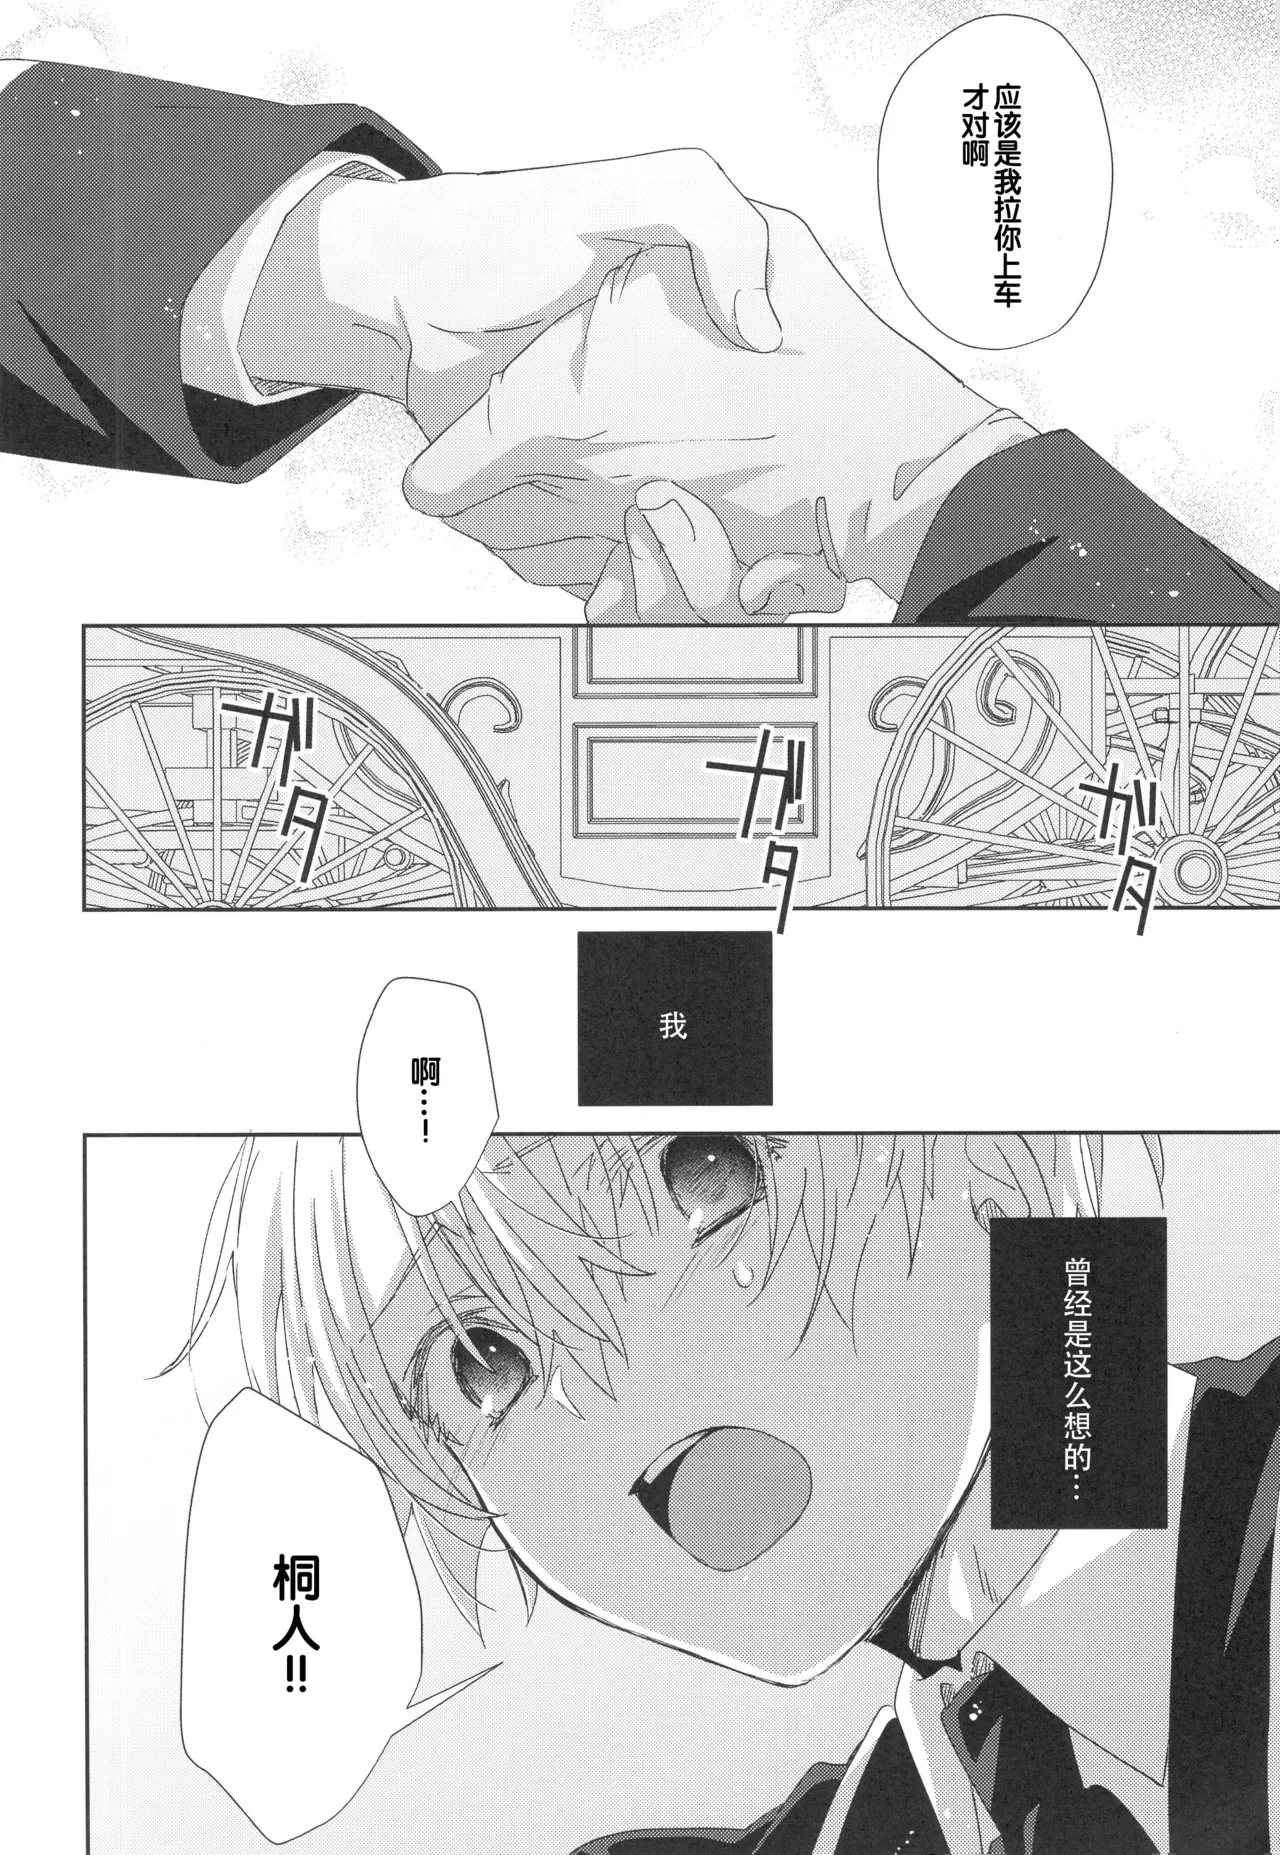 应该是我拉你上车
才对啊
ガタ
ガタ
ガタ
我
啊……!
曾经是这么想的…
桐人!!